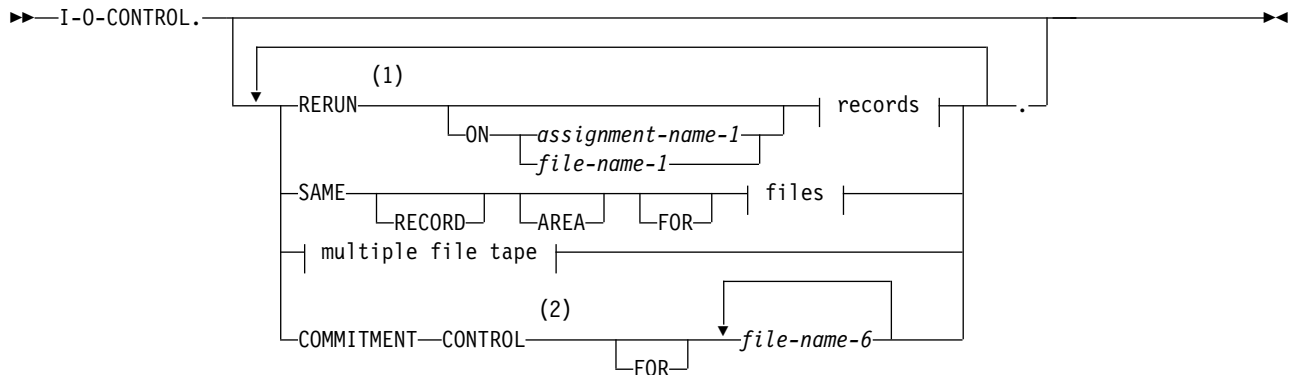 I-O-CONTROL.
(1)
RERUN records .
ON assignment-name-1
file-name-1
SAME files
RECORD AREA FOR
multiple file tape
(2)
COMMITMENT CONTROL file-name-6
FOR